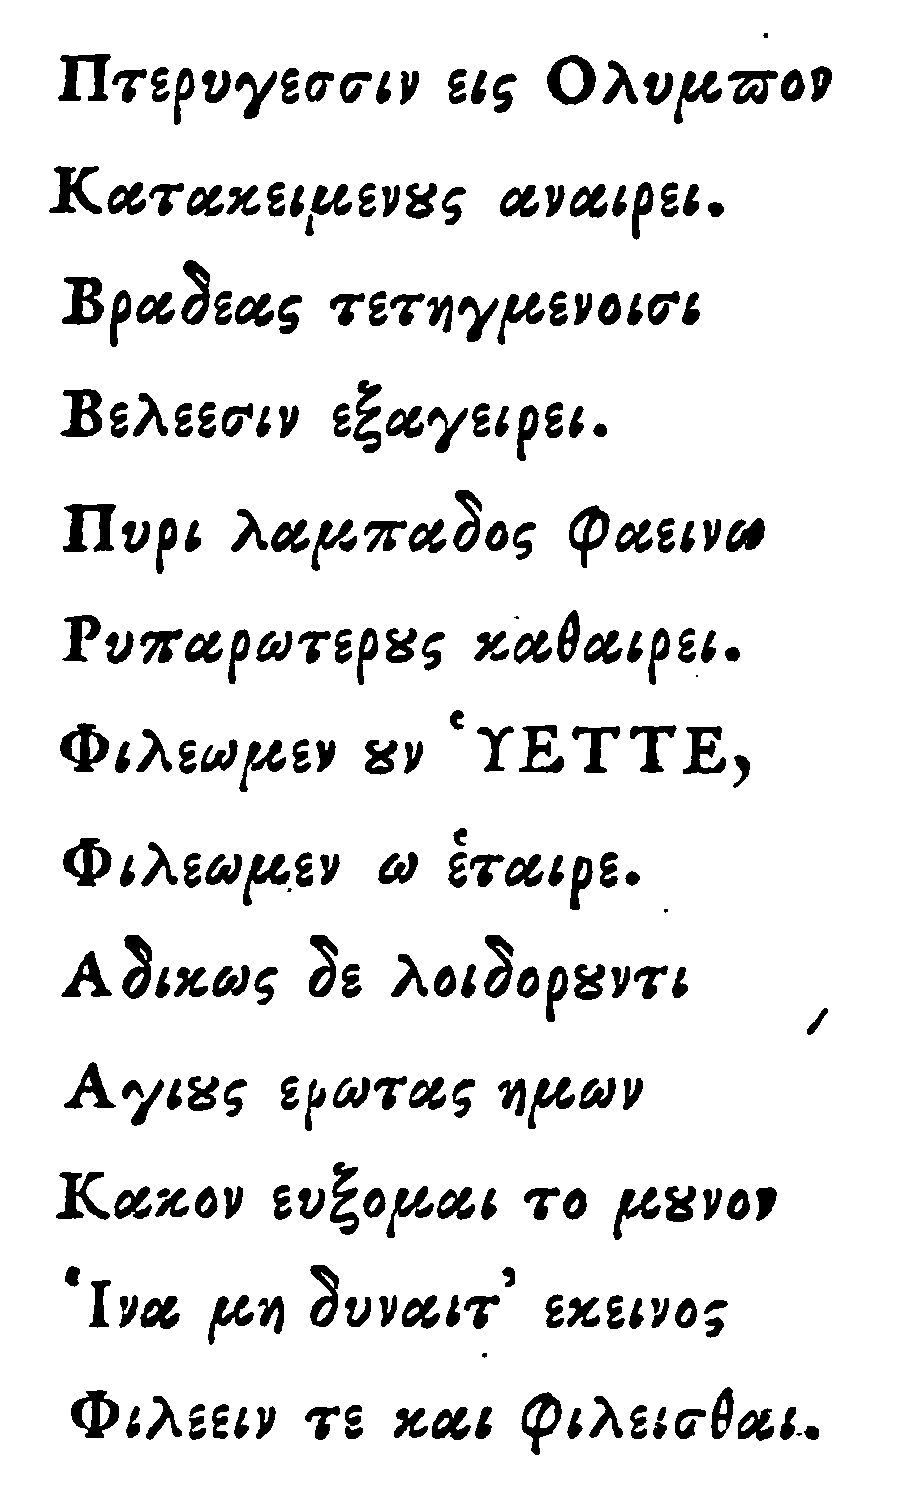 Πτερυγεσσιν εις Ολυμϖον
Κατακειμενȣς αναιρει.
Βραδεας τετηγμενοισι
Βελεεσιν εξαγειρει.
Πυρι λαμπαδος φαεινω
Ρυπαρωτερȣς καθαιρει.
Φιλεωμεν ȣν ῾ΥΕΤΤΕ,
Φιλεωμεν ω ἑταιρε.
Αδικως δε λοιδορȣντι
Αγιȣς ερωτας ημων
Κακον ευξομαι το μȣνον
Ἱνα μη δυναιτ᾽ εκεινος
Φιλεειν τε και φιλεισθαι.